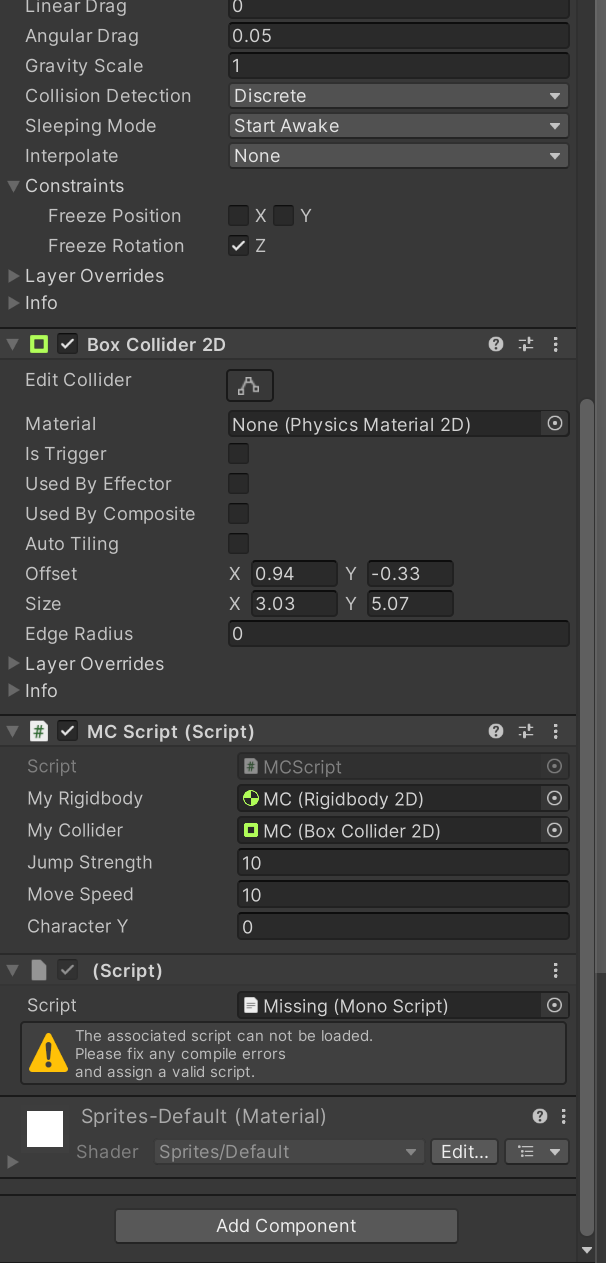 Linear Drag 0
Angular Drag 0.05
Gravity Scale 1
Collision Detection Discrete
Sleeping Mode Start Awake
Interpolate None
Constraints
Freeze Position X Y
Freeze Rotation Z
Layer Overrides
Info
Box Collider 2D
Edit Collider
Material None (Physics Material 2D)
Is Trigger
Used By Effector
Used By Composite
Auto Tiling
Offset X 0.94 Y -0.33
Size X 3.03 Y 5.07
Edge Radius 0
Layer Overrides
Info
# MC Script (Script)
Script # MCScript
My Rigidbody MC (Rigidbody 2D)
My Collider MC (Box Collider 2D)
Jump Strength 10
Move Speed 10
Character Y 0
(Script)
Script Missing (Mono Script)
The associated script can not be loaded.
Please fix any compile errors
and assign a valid script.
Sprites-Default (Material)
Shader Sprites/Default Edit...
Add Component